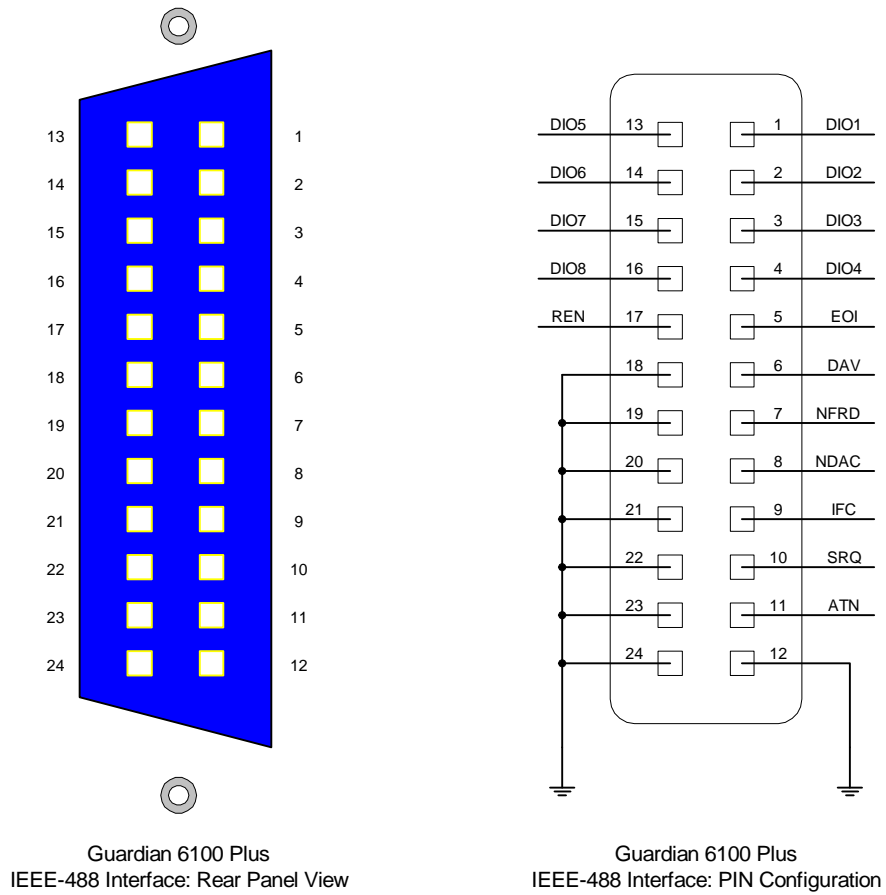 13 1
14 2
15 3
16 4
17 5
18 6
19 7
20 8
21 9
22 10
23 11
24 12
Guardian 6100 Plus
IEEE-488 Interface: Rear Panel View
DIO5 13 1 DIO1
DIO6 14 2 DIO2
DIO7 15 3 DIO3
DIO8 16 4 DIO4
REN 17 5 EOI
18 6 DAV
19 7 NFRD
20 8 NDAC
21 9 IFC
22 10 SRQ
23 11 ATN
24 12
Guardian 6100 Plus
IEEE-488 Interface: PIN Configuration